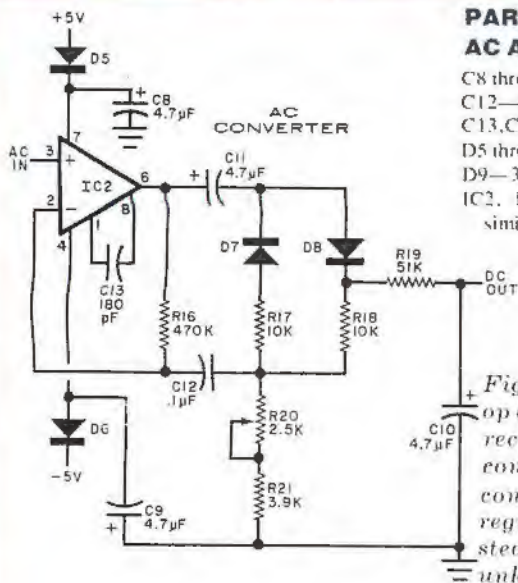 +5V
D5
+
C8
4.7µF
AC
CONVERTER
AC
IN
3
+
7
IC2
6
2
−
4
1
8
C13
180
pF
+
C11
4.7µF
D7
D8
R19
51K
DC
OUT
R16
470K
R17
10K
R18
10K
C12
.1µF
R20
2.5K
+
C10
4.7µF
D6
−5V
C9
4.7µF
+
R21
3.9K
PAR
AC A
C8 thr
C12—
C13,C
D5 thr
D9—3
IC2,
simi
Fig
op
rec
con
con
reg
stea
unl